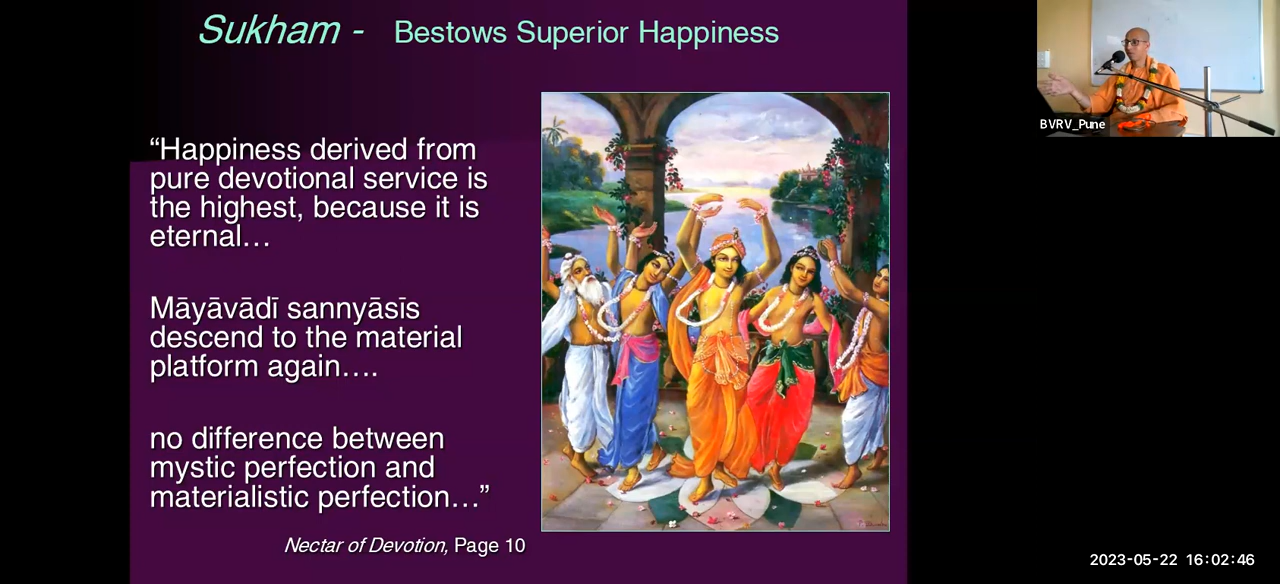 Sukham - Bestows Superior Happiness
“Happiness derived from
pure devotional service is
the highest, because it is
eternal…
Māyāvādī sannyāsīs
descend to the material
platform again….
no difference between
mystic perfection and
materialistic perfection…”
Nectar of Devotion, Page 10
BVRV_Pune
2023-05-22 16:02:46